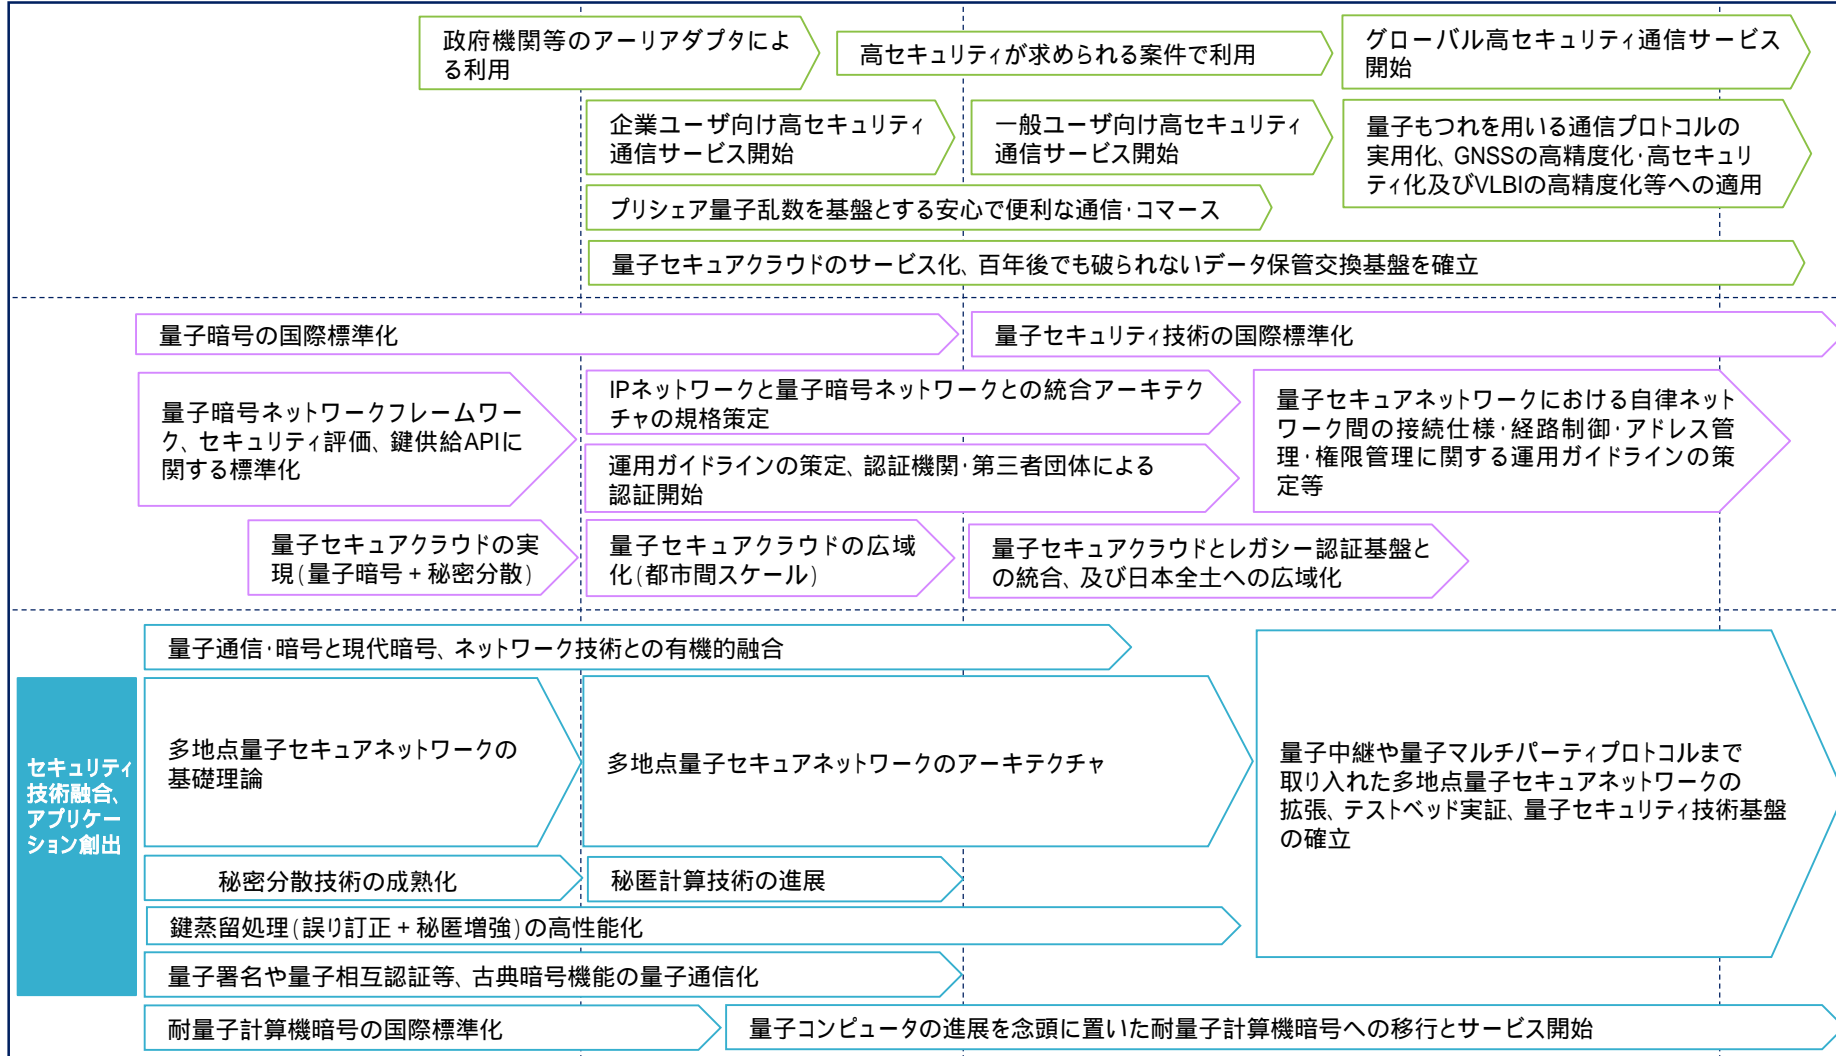 政府機関等のアーリアダプタによ
る利用
高セキュリティが求められる案件で利用
グローバル高セキュリティ通信サービス
開始
企業ユーザ向け高セキュリティ
通信サービス開始
一般ユーザ向け高セキュリティ
通信サービス開始
量子もつれを用いる通信プロトコルの
実用化、GNSSの高精度化・高セキュリ
ティ化及びVLBIの高精度化等への適用
プリシェア量子乱数を基盤とする安心で便利な通信・コマース
量子セキュアクラウドのサービス化、百年後でも破られないデータ保管交換基盤を確立
量子暗号の国際標準化
量子セキュリティ技術の国際標準化
量子暗号ネットワークフレームワー
ク、セキュリティ評価、鍵供給APIに
関する標準化
IPネットワークと量子暗号ネットワークとの統合アーキテク
チャの規格策定
運用ガイドラインの策定、認証機関・第三者団体による
認証開始
量子セキュアネットワークにおける自律ネット
ワーク間の接続仕様・経路制御・アドレス管
理・権限管理に関する運用ガイドラインの策
定等
量子セキュアクラウドの実
現(量子暗号+秘密分散)
量子セキュアクラウドの広域
化(都市間スケール)
量子セキュアクラウドとレガシー認証基盤と
の統合、及び日本全土への広域化
セキュリティ
技術融合、
アプリケー
ション創出
量子通信・暗号と現代暗号、ネットワーク技術との有機的融合
多地点量子セキュアネットワークの
基礎理論
多地点量子セキュアネットワークのアーキテクチャ
量子中継や量子マルチパーティプロトコルまで
取り入れた多地点量子セキュアネットワークの
拡張、テストベッド実証、量子セキュリティ技術基盤
の確立
秘密分散技術の成熟化
秘匿計算技術の進展
鍵蒸留処理(誤り訂正+秘匿増強)の高性能化
量子署名や量子相互認証等、古典暗号機能の量子通信化
耐量子計算機暗号の国際標準化
量子コンピュータの進展を念頭に置いた耐量子計算機暗号への移行とサービス開始